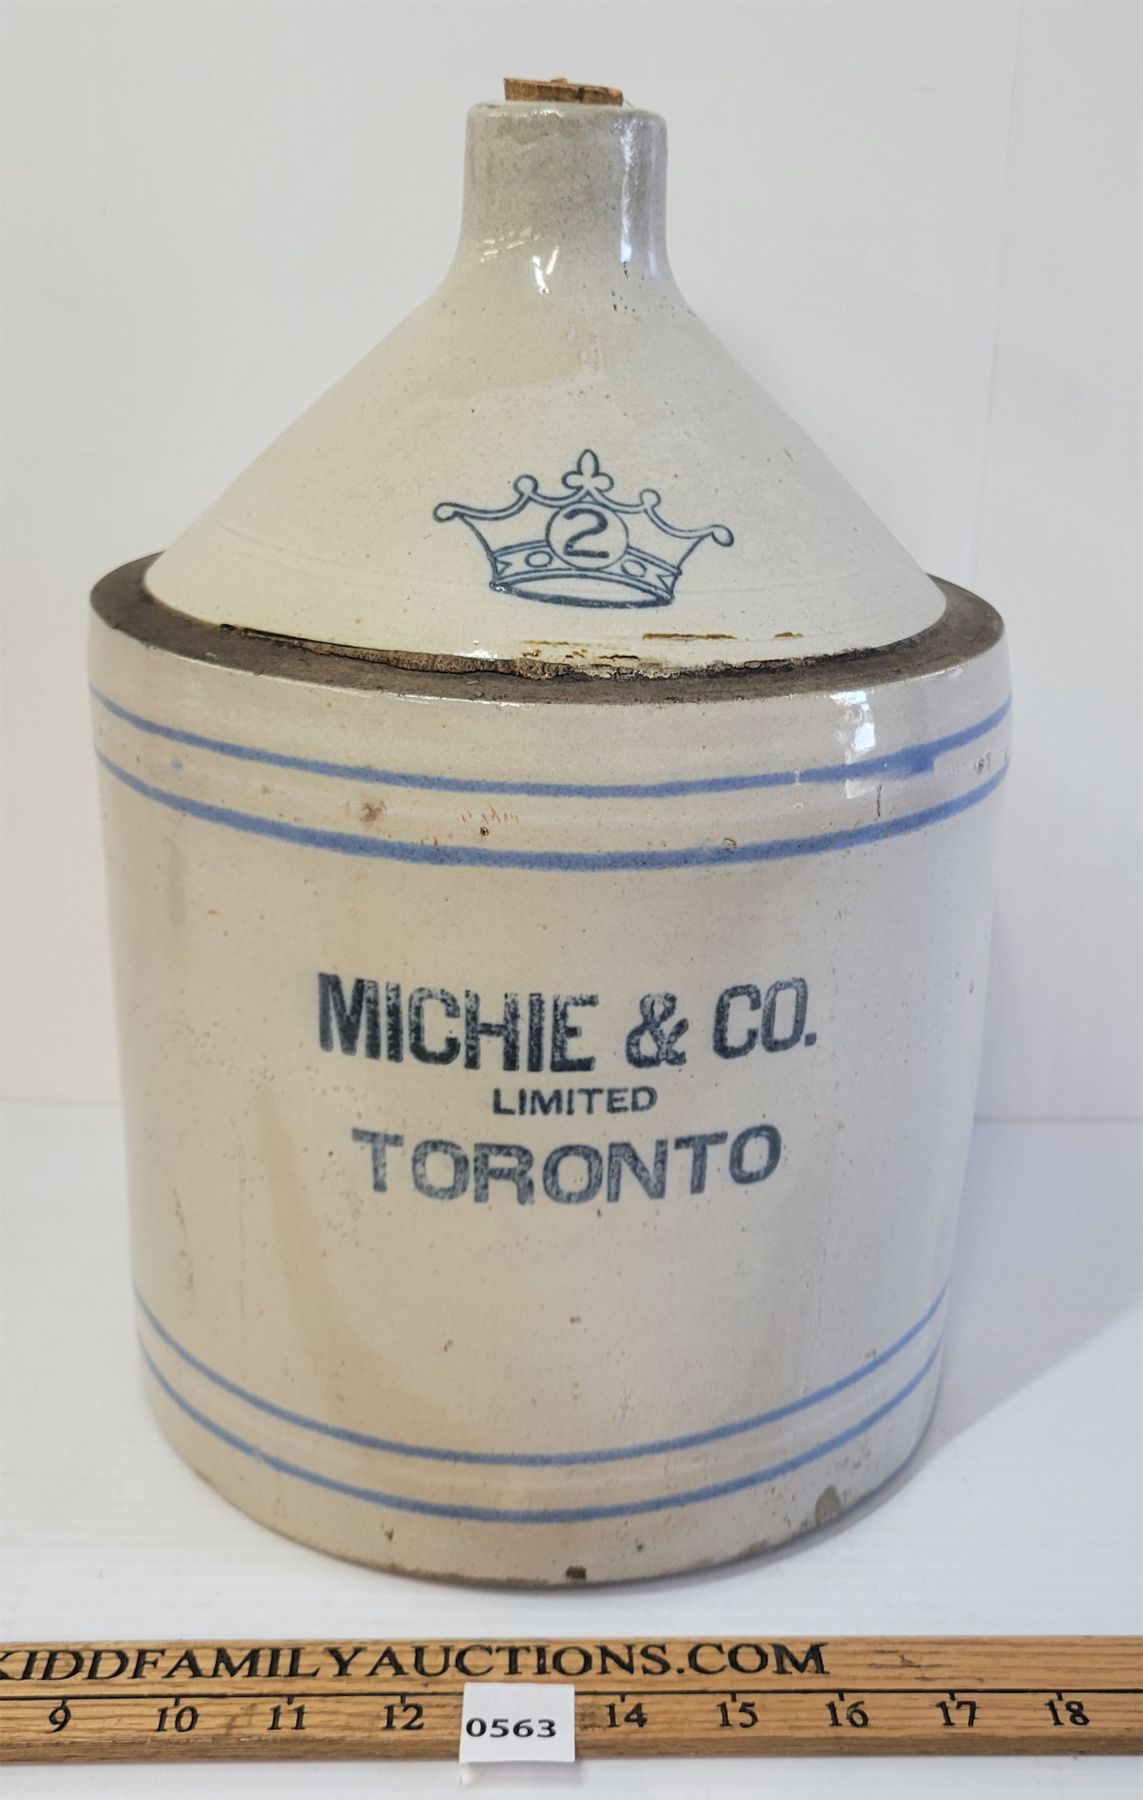 2
MICHIE & CO.
LIMITED
TORONTO
KIDDFAMILYAUCTIONS.COM
9 10 11 12 14 15 16 17 18
0563